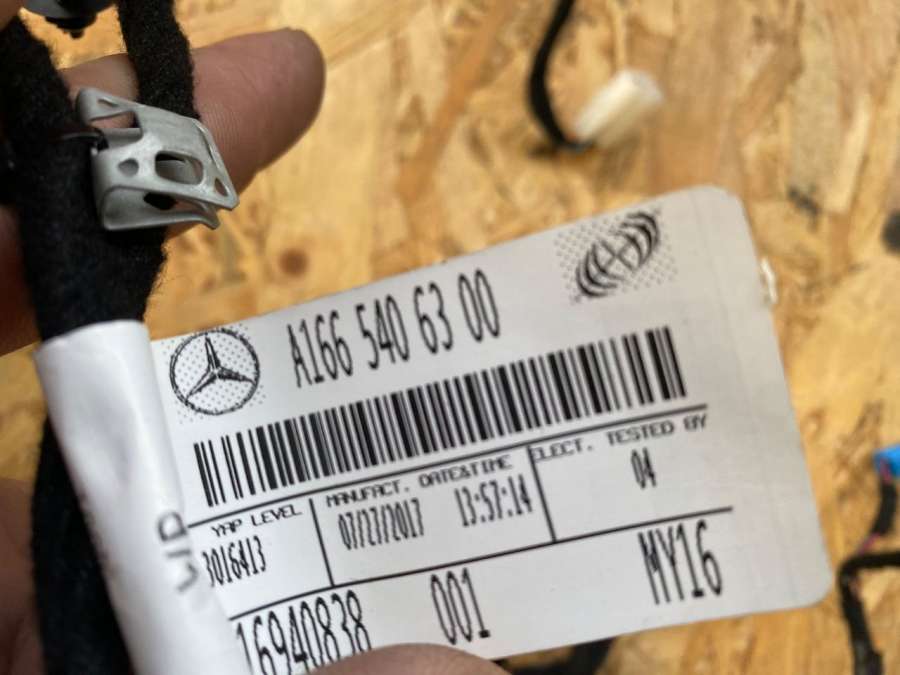 A166 540 63 00
YAP LEVEL
3016413
MANUFACT. DATE&TIME
07/27/2017 13:57:14
ELECT. TESTED BY
04
16940838 001 MY16